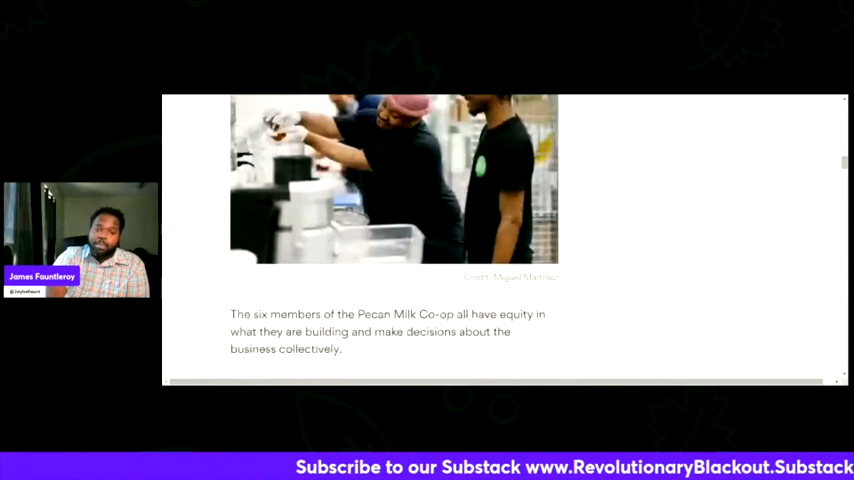 Credit: Miguel Martinez
The six members of the Pecan Milk Co-op all have equity in
what they are building and make decisions about the
business collectively.
James Fauntleroy
@Jaybefaunt
Subscribe to our Substack www.RevolutionaryBlackout.Substack